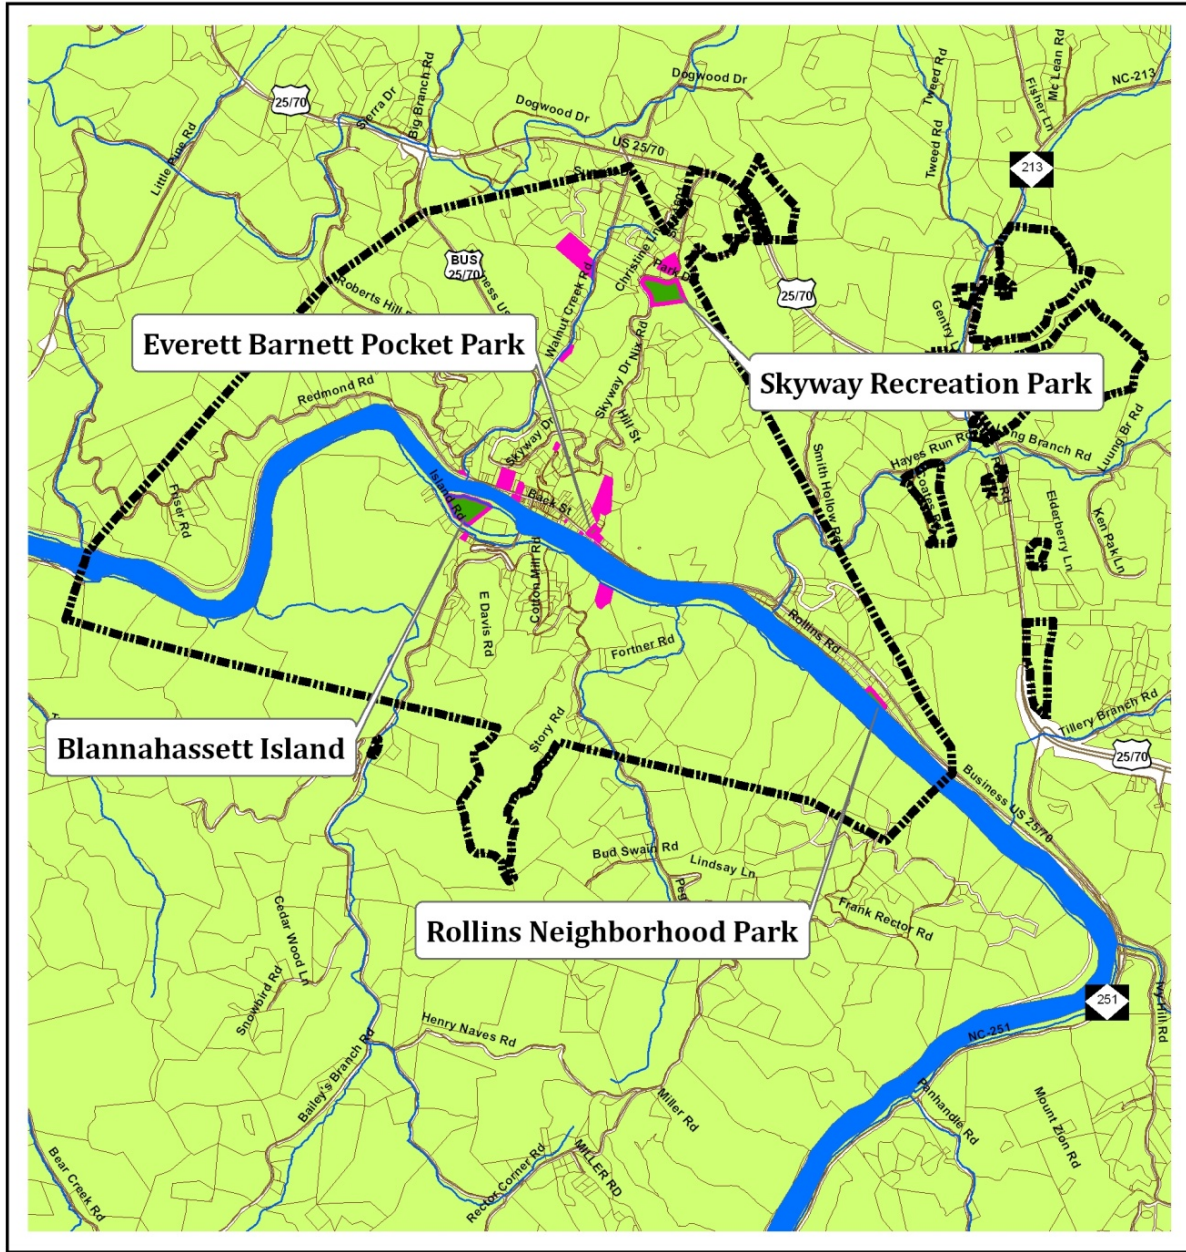 Tweed Rd
Mc Lean Rd
Fisher Ln
NC-213
Dogwood Dr
25/70
Sierra Dr
Big Branch Rd
Dogwood Dr
Tweed Rd
US 25/70
Little Pine Rd
213
BUS
25/70
Christine Ln
Park D
25/70
Roberts Hill
Walnut Creek Rd
Gentry
Everett Barnett Pocket Park
Skyway Recreation Park
Nix Rd
Skyway Dr
Redmond Rd
Hill St
Skyway Dr
Smith Hollow Rd
Hayes Run R
ng Branch Rd
Island Rd
Back St
Coates
Rd
Elderberry Ln
Ken Pak Ln
Cotton Mill Rd
E Davis Rd
Rollins Rd
Fortner Rd
Story Rd
Tillery Branch Rd
Blannahassett Island
25/70
Business US 25/70
Bud Swain Rd
Lindsay Ln
Peg
Frank Rector Rd
Rollins Neighborhood Park
Cedar Wood Ln
Snowbird Rd
251
NC-251
Ivy Hill Rd
Henry Naves Rd
Bailey's Branch Rd
Miller Rd
Panhandle Rd
Mount Zion Rd
MILLER RD
Rector Corner Rd
Bear Creek Rd